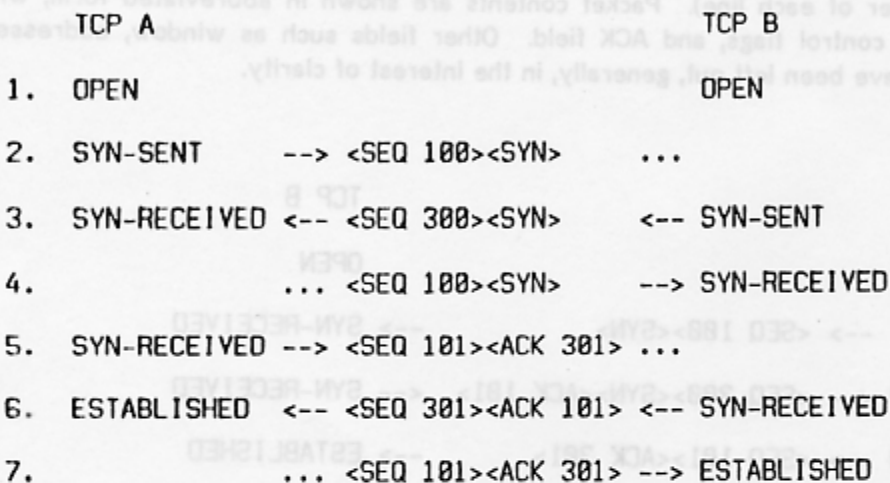 TCP A TCP B
1. OPEN OPEN
2. SYN-SENT --> <SEQ 100><SYN> ...
3. SYN-RECEIVED <-- <SEQ 300><SYN> <-- SYN-SENT
4. ... <SEQ 100><SYN> --> SYN-RECEIVED
5. SYN-RECEIVED --> <SEQ 101><ACK 301> ...
6. ESTABLISHED <-- <SEQ 301><ACK 101> <-- SYN-RECEIVED
7. ... <SEQ 101><ACK 301> --> ESTABLISHED